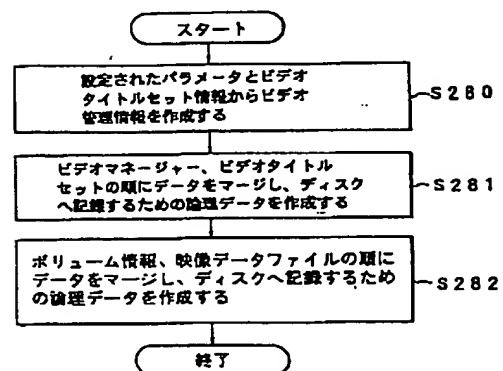 スタート
設定されたパラメータとビデオ
タイトルセット情報からビデオ
管理情報を作成する
S280
ビデオマネージャー、ビデオタイトル
セットの順にデータをマージし、ディスク
へ記録するための論理データを作成する
S281
ボリューム情報、映像データファイルの順に
データをマージし、ディスクへ記録するため
の論理データを作成する
S282
終了